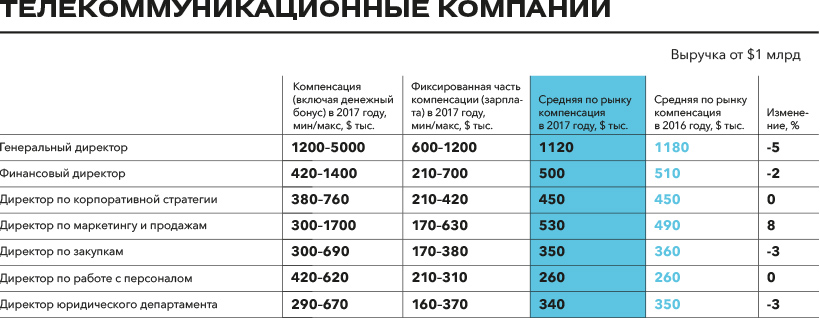 ТЕЛЕКОММУНИКАЦИОННЫЕ КОМПАНИИ
Выручка от $1 млрд
Компенсация (включая денежный бонус) в 2017 году, мин/макс, $ тыс.
Фиксированная часть компенсации (зарпла-та) в 2017 году, мин/макс, $ тыс.
Средняя по рынку компенсация в 2017 году, $ тыс.
Средняя по рынку компенсация в 2016 году, $ тыс.
Измене-ние, %
Генеральный директор 1200–5000 600–1200 1120 1180 -5
Финансовый директор 420–1400 210–700 500 510 -2
Директор по корпоративной стратегии 380–760 210–420 450 450 0
Директор по маркетингу и продажам 300–1700 170–630 530 490 8
Директор по закупкам 300–690 170–380 350 360 -3
Директор по работе с персоналом 420–620 210–310 260 260 0
Директор юридического департамента 290–670 160–370 340 350 -3